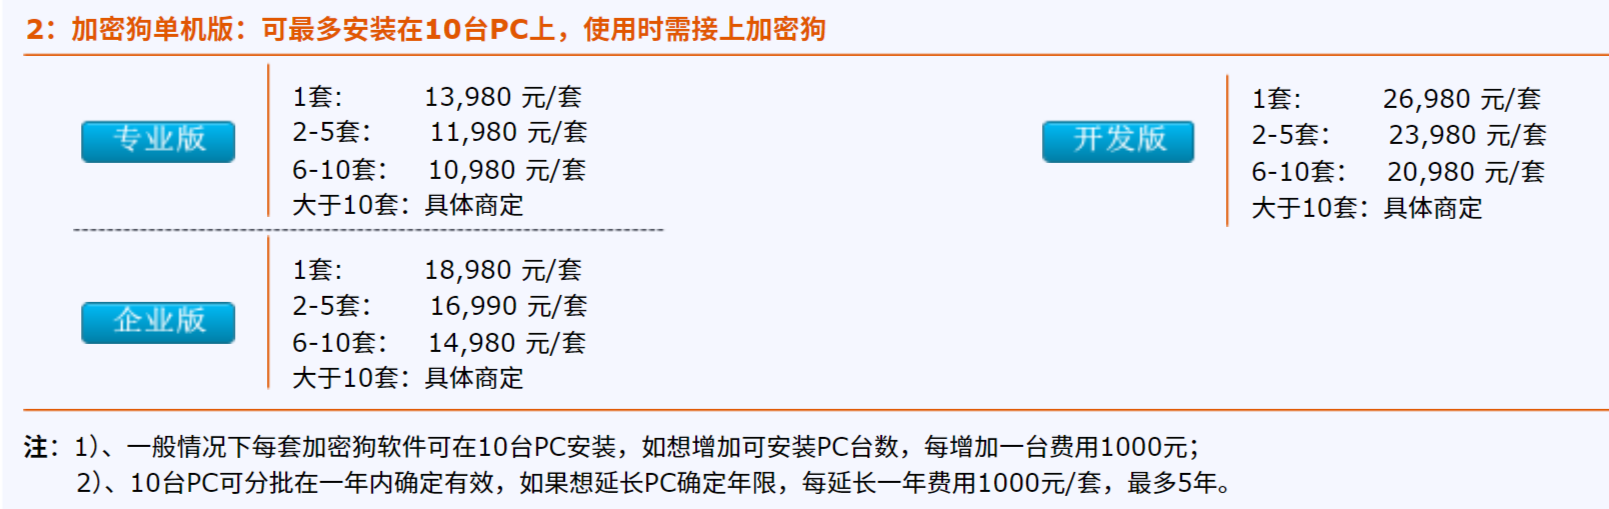 2：加密狗单机版：可最多安装在10台PC上，使用时需接上加密狗
专业版
1套: 13,980 元/套
2-5套： 11,980 元/套
6-10套： 10,980 元/套
大于10套：具体商定
开发版
1套: 26,980 元/套
2-5套： 23,980 元/套
6-10套： 20,980 元/套
大于10套：具体商定
企业版
1套: 18,980 元/套
2-5套： 16,990 元/套
6-10套： 14,980 元/套
大于10套：具体商定
注：1）、一般情况下每套加密狗软件可在10台PC安装，如想增加可安装PC台数，每增加一台费用1000元；
2）、10台PC可分批在一年内确定有效，如果想延长PC确定年限，每延长一年费用1000元/套，最多5年。